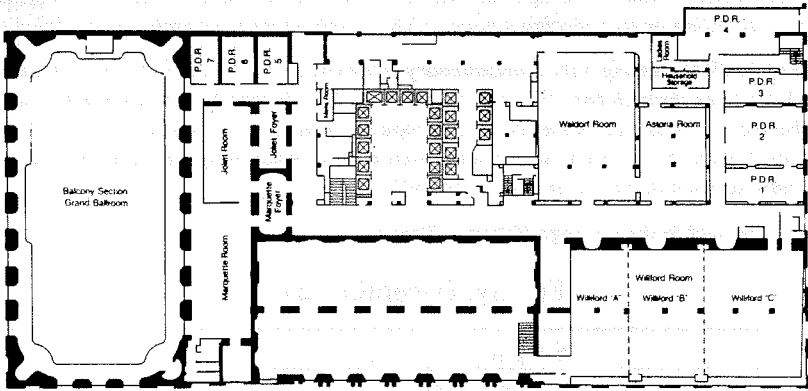 P.D.R.
4
P.D.R.
7
P.D.R.
6
P.D.R.
5
Ladies
Room
Household
Storage
P.D.R.
3
Mens Room
Joliet Room
Joliet Foyer
Waldorf Room
Astoria Room
P.D.R.
2
Balcony Section
Grand Ballroom
Marquette
Foyer
P.D.R.
Marquette Room
Williford Room
Williford "A"
Williford "B"
Williford "C"